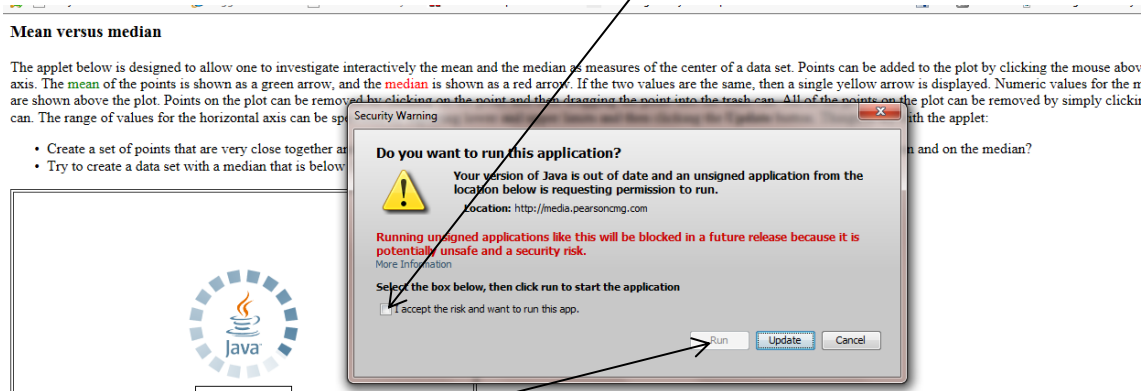 Mean versus median
The applet below is designed to allow one to investigate interactively the mean and the median as measures of the center of a data set. Points can be added to the plot by clicking the mouse abov
axis. The mean of the points is shown as a green arrow, and the median is shown as a red arrow. If the two values are the same, then a single yellow arrow is displayed. Numeric values for the m
are shown above the plot. Points on the plot can be removed by clicking on the point and then dragging the point into the trash can. All of the points on the plot can be removed by simply clickin
can. The range of values for the horizontal axis can be spe ith the applet:
• Create a set of points that are very close together an n and on the median?
• Try to create a data set with a median that is below
Security Warning
Do you want to run this application?
Your version of Java is out of date and an unsigned application from the
location below is requesting permission to run.
Location: http://media.pearsoncmg.com
Running unsigned applications like this will be blocked in a future release because it is
potentially unsafe and a security risk.
More Information
Select the box below, then click run to start the application
I accept the risk and want to run this app.
Run Update Cancel
Java